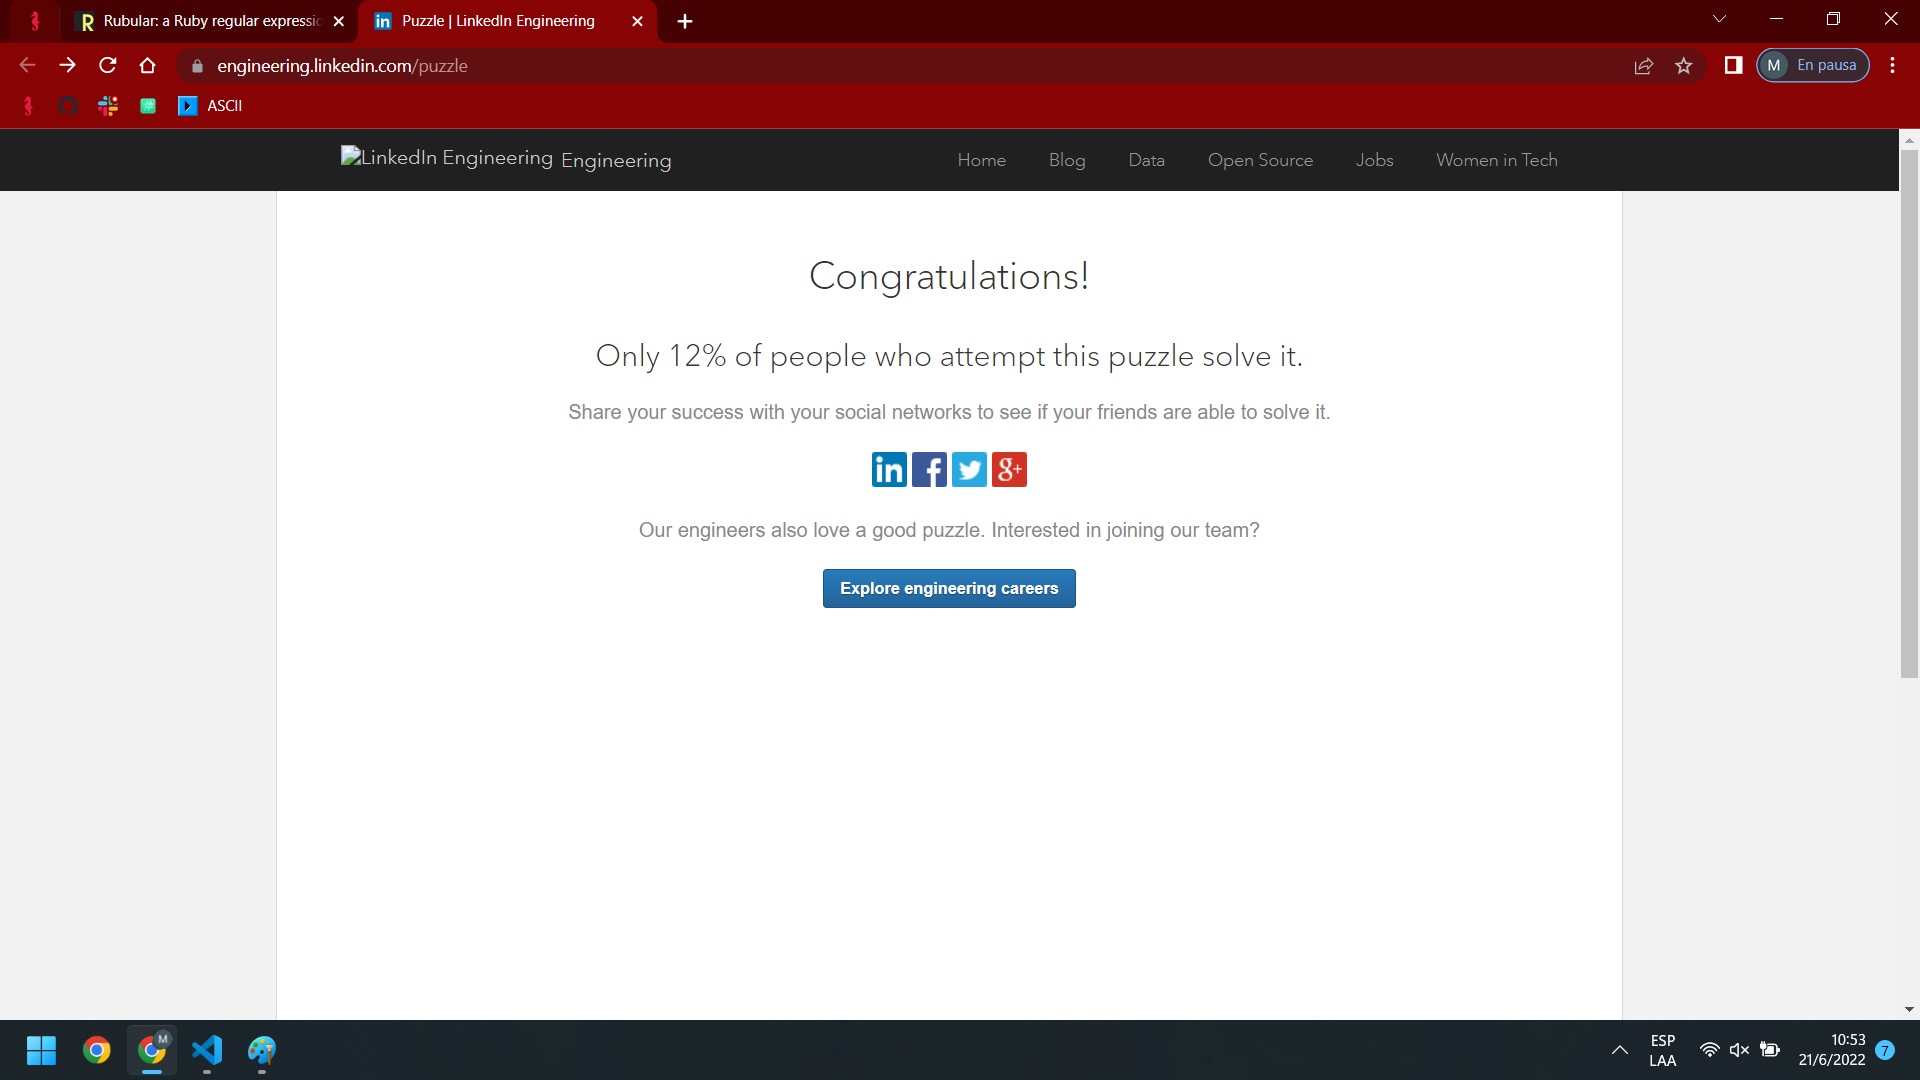 Rubular: a Ruby regular expressic
Puzzle | LinkedIn Engineering
engineering.linkedin.com/puzzle
M
En pausa
ASCII
LinkedIn Engineering Engineering
Home
Blog
Data
Open Source
Jobs
Women in Tech
Congratulations!
Only 12% of people who attempt this puzzle solve it.
Share your success with your social networks to see if your friends are able to solve it.
in f g+
Our engineers also love a good puzzle. Interested in joining our team?
Explore engineering careers
M
ESP
LAA
10:53
21/6/2022
7